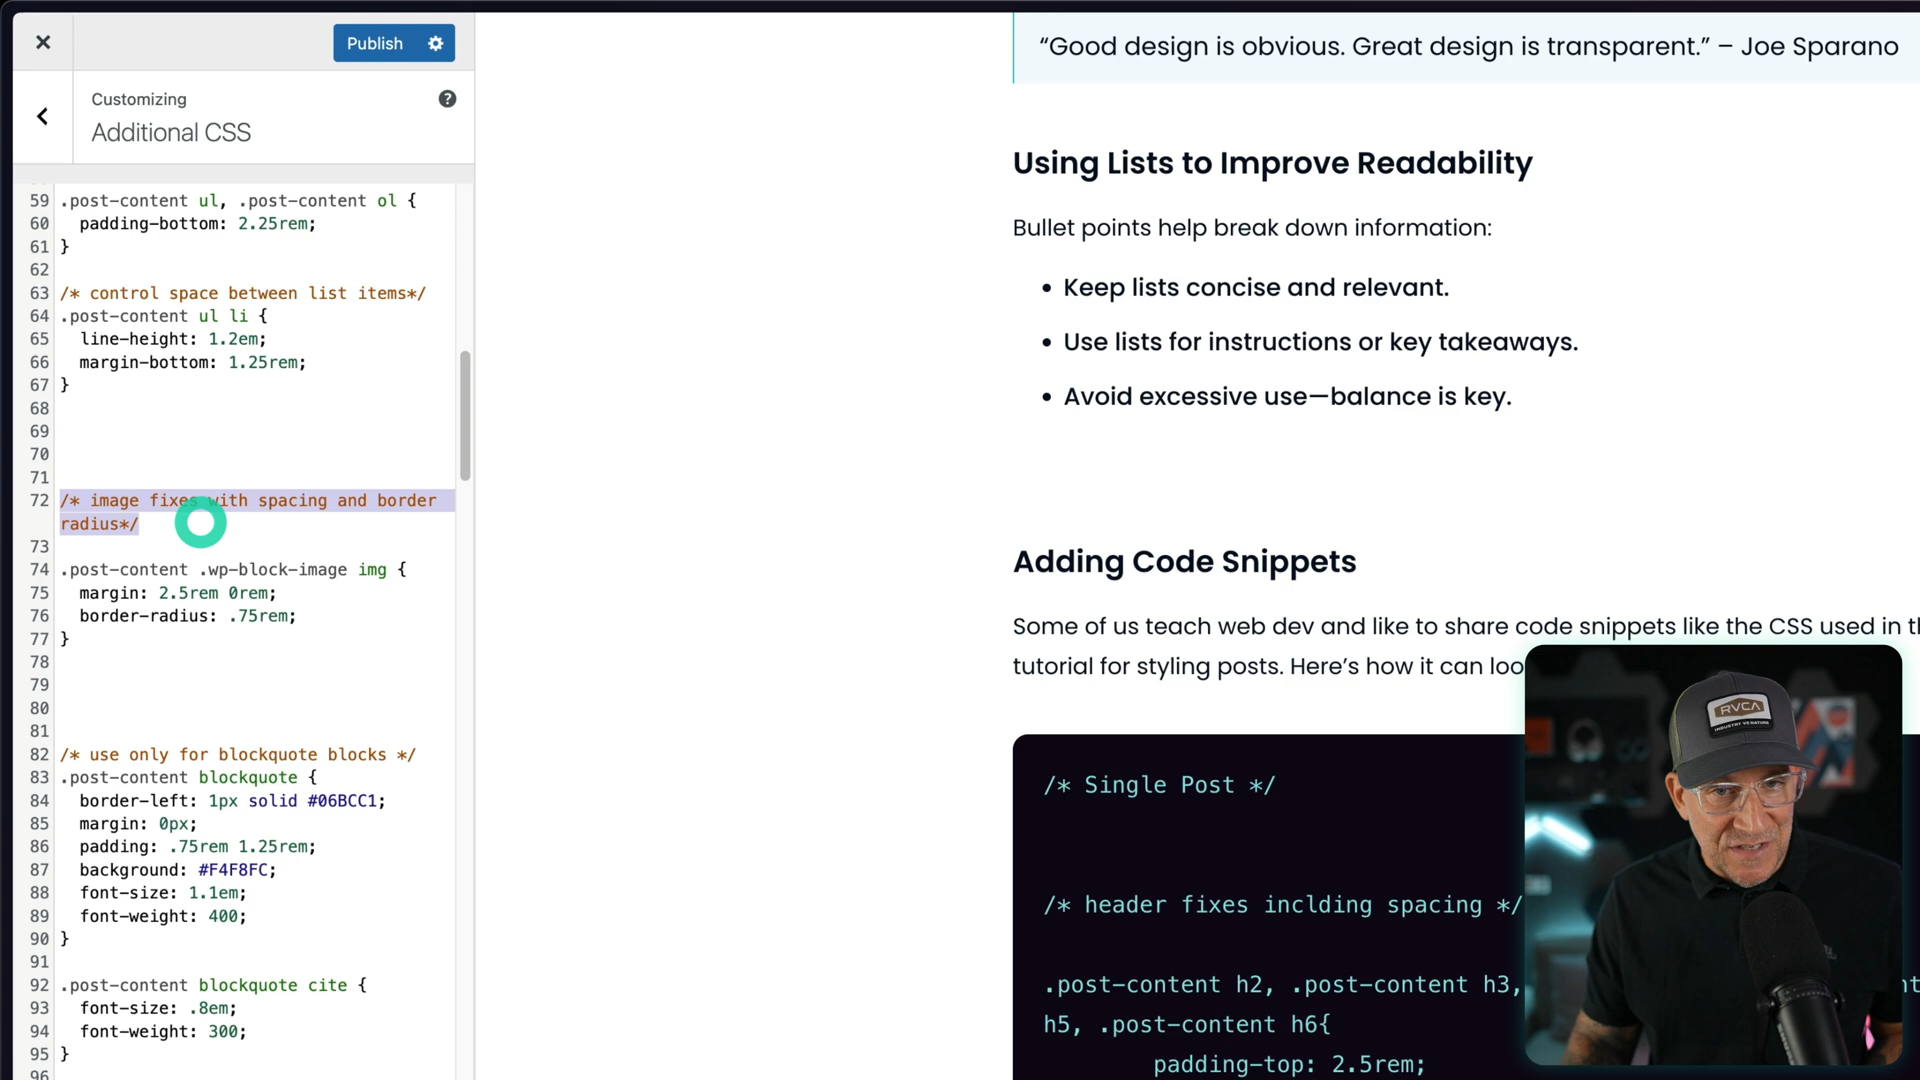 Publish
Customizing
Additional CSS
59 .post-content ul, .post-content ol {
60 padding-bottom: 2.25rem;
61 }
62
63 /* control space between list items*/
64 .post-content ul li {
65 line-height: 1.2em;
66 margin-bottom: 1.25rem;
67 }
68
69
70
71
72 /* image fixes with spacing and border
radius*/
73
74 .post-content .wp-block-image img {
75 margin: 2.5rem 0rem;
76 border-radius: .75rem;
77 }
78
79
80
81
82 /* use only for blockquote blocks */
83 .post-content blockquote {
84 border-left: 1px solid #06BCC1;
85 margin: 0px;
86 padding: .75rem 1.25rem;
87 background: #F4F8FC;
88 font-size: 1.1em;
89 font-weight: 400;
90 }
91
92 .post-content blockquote cite {
93 font-size: .8em;
94 font-weight: 300;
95 }
96
“Good design is obvious. Great design is transparent.” – Joe Sparano
Using Lists to Improve Readability
Bullet points help break down information:
• Keep lists concise and relevant.
• Use lists for instructions or key takeaways.
• Avoid excessive use—balance is key.
Adding Code Snippets
Some of us teach web dev and like to share code snippets like the CSS used in
tutorial for styling posts. Here’s how it can
/* Single Post */
/* header fixes inclding spacing */
.post-content h2, .post-content h3,
h5, .post-content h6{
padding-top: 2.5rem;
RVCA